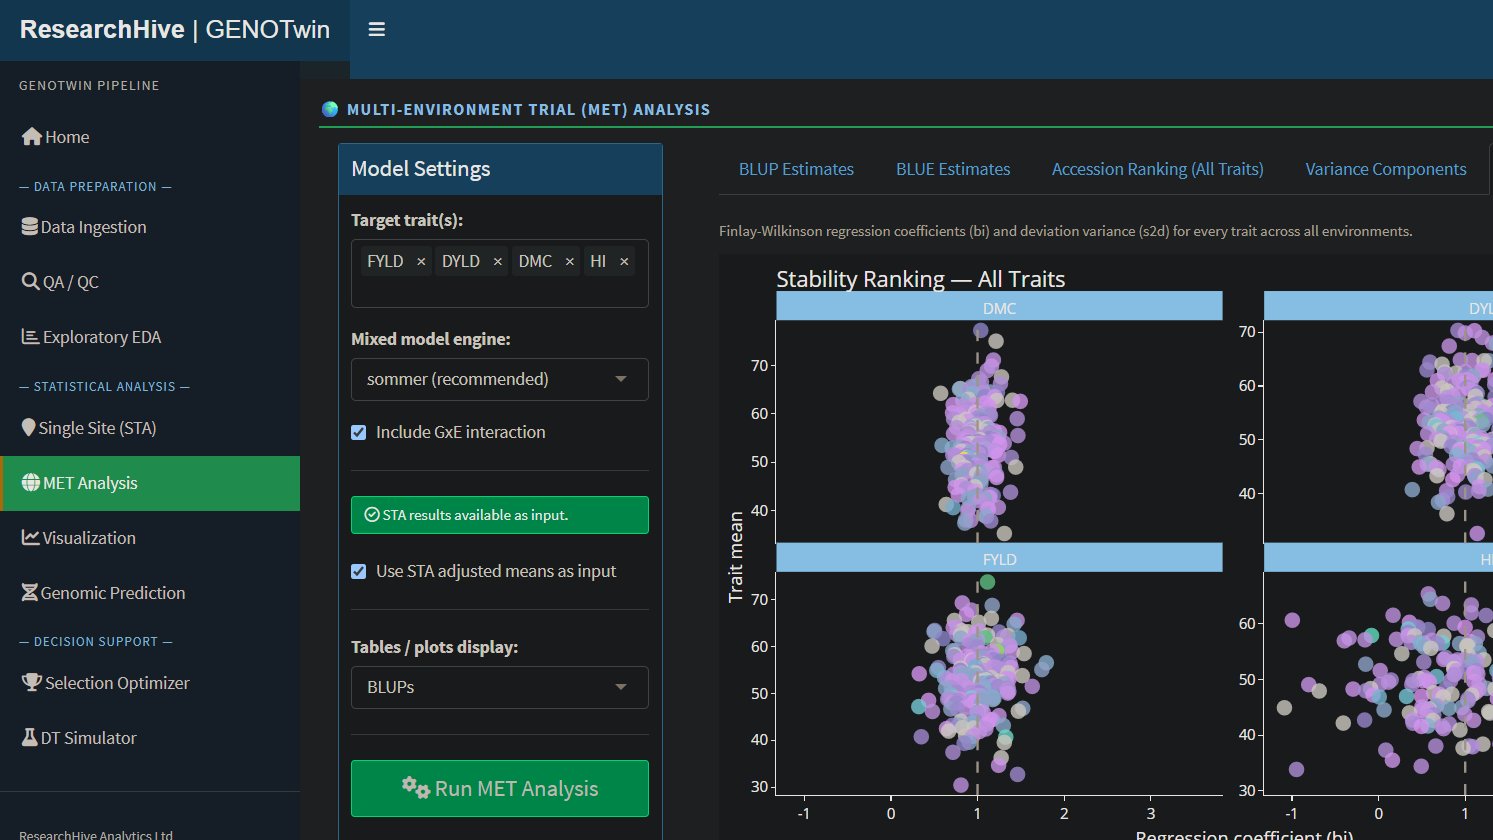 ResearchHive | GENOTwin
GENOTWIN PIPELINE
Home
— DATA PREPARATION —
Data Ingestion
QA / QC
Exploratory EDA
— STATISTICAL ANALYSIS —
Single Site (STA)
MET Analysis
Visualization
Genomic Prediction
— DECISION SUPPORT —
Selection Optimizer
DT Simulator
ResearchHive Analytics Ltd
MULTI-ENVIRONMENT TRIAL (MET) ANALYSIS
Model Settings
Target trait(s):
FYLD × DYLD × DMC × HI ×
Mixed model engine:
sommer (recommended)
Include GxE interaction
STA results available as input.
Use STA adjusted means as input
Tables / plots display:
BLUPs
Run MET Analysis
BLUP Estimates BLUE Estimates Accession Ranking (All Traits) Variance Components
Finlay-Wilkinson regression coefficients (bi) and deviation variance (s2d) for every trait across all environments.
Stability Ranking — All Traits
DMC
70
60
50
40
DYL
70
60
50
40
Trait mean
FYLD
70
60
50
40
30
-1 0 1 2 3
HI
60
50
40
30
-1 0 1
Regression coefficient (bi)